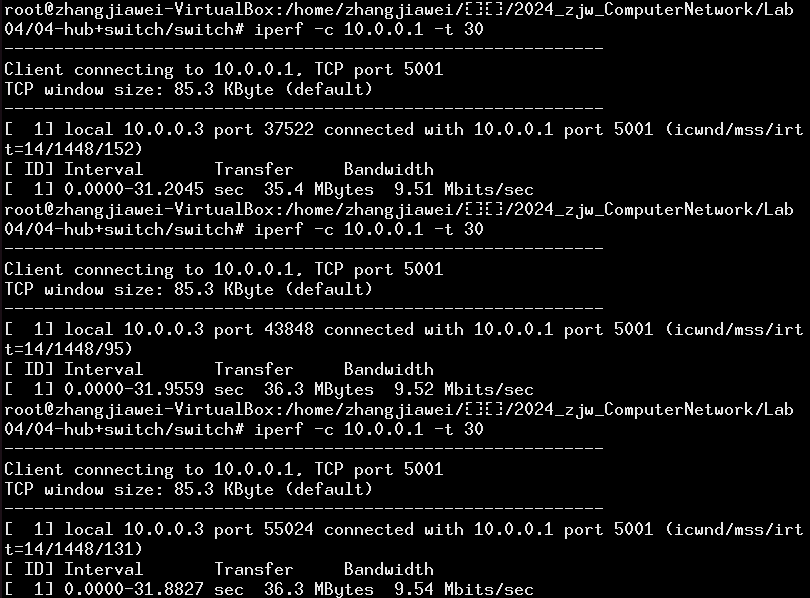 root@zhangjiawei-VirtualBox:/home/zhangjiawei/[][]/2024_zjw_ComputerNetwork/Lab
04/04-hub+switch/switch# iperf -c 10.0.0.1 -t 30
------------------------------------------------------------
Client connecting to 10.0.0.1, TCP port 5001
TCP window size: 85.3 KByte (default)
------------------------------------------------------------
[  1] local 10.0.0.3 port 37522 connected with 10.0.0.1 port 5001 (icwnd/mss/irt
t=14/1448/152)
[ ID] Interval       Transfer     Bandwidth
[  1] 0.0000-31.2045 sec  35.4 MBytes  9.51 Mbits/sec
root@zhangjiawei-VirtualBox:/home/zhangjiawei/[][]/2024_zjw_ComputerNetwork/Lab
04/04-hub+switch/switch# iperf -c 10.0.0.1 -t 30
------------------------------------------------------------
Client connecting to 10.0.0.1, TCP port 5001
TCP window size: 85.3 KByte (default)
------------------------------------------------------------
[  1] local 10.0.0.3 port 43848 connected with 10.0.0.1 port 5001 (icwnd/mss/irt
t=14/1448/95)
[ ID] Interval       Transfer     Bandwidth
[  1] 0.0000-31.9559 sec  36.3 MBytes  9.52 Mbits/sec
root@zhangjiawei-VirtualBox:/home/zhangjiawei/[][]/2024_zjw_ComputerNetwork/Lab
04/04-hub+switch/switch# iperf -c 10.0.0.1 -t 30
------------------------------------------------------------
Client connecting to 10.0.0.1, TCP port 5001
TCP window size: 85.3 KByte (default)
------------------------------------------------------------
[  1] local 10.0.0.3 port 55024 connected with 10.0.0.1 port 5001 (icwnd/mss/irt
t=14/1448/131)
[ ID] Interval       Transfer     Bandwidth
[  1] 0.0000-31.8827 sec  36.3 MBytes  9.54 Mbits/sec